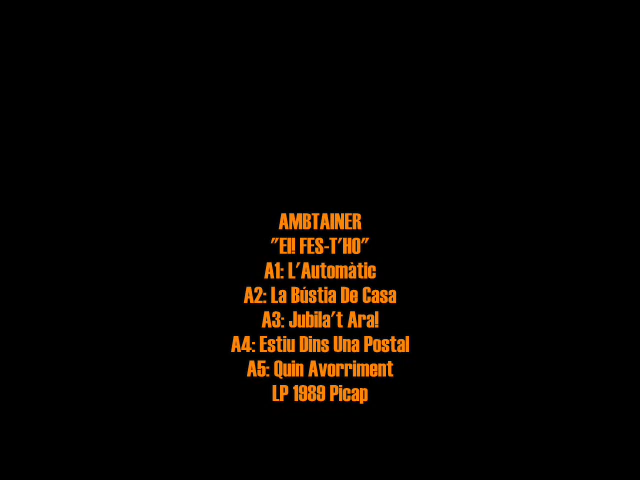 AMBTAINER
"EI! FES-T'HO"
A1: L'Automàtic
A2: La Bústia De Casa
A3: Jubila't Ara!
A4: Estiu Dins Una Postal
A5: Quin Avorriment
LP 1989 Picap